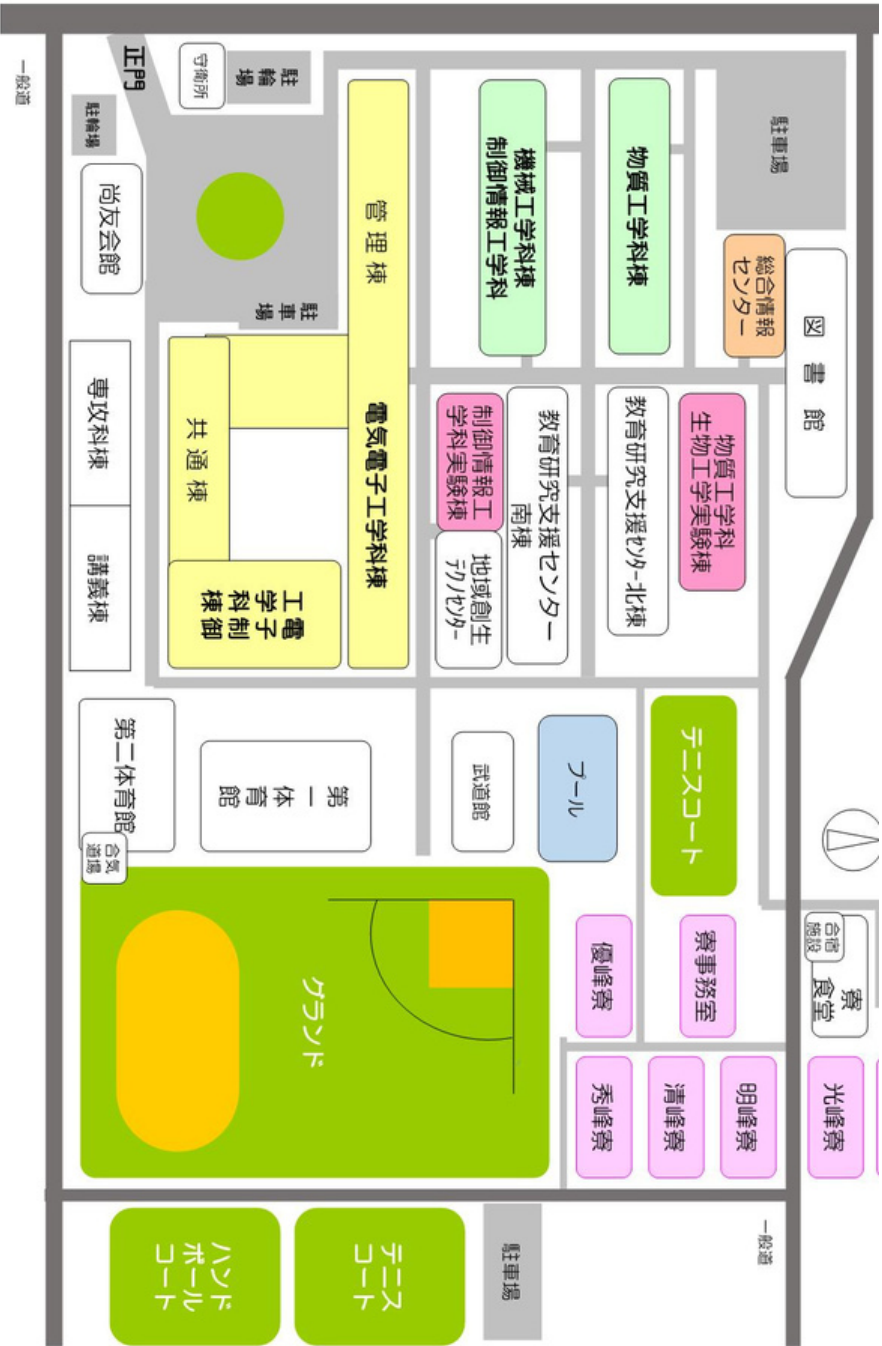 一般道
正門
守衛所
駐輪場
駐輪場
尚友会館
駐車場
管理棟
機械工学科棟
制御情報工学科
物質工学科棟
駐車場
総合情報
センター
図書館
専攻科棟
講義棟
共通棟
電子制御
工学科棟
電気電子工学科棟
制御情報工
学科実験棟
地域創生
テクノセンター
教育研究支援センター
南棟
教育研究支援センター北棟
物質工学科
生物工学実験棟
第二体育館
合気
道場
第一体育館
武道館
プール
テニスコート
グランド
優峰寮
寮事務室
合宿
施設
寮
食堂
秀峰寮
清峰寮
明峰寮
光峰寮
ハンド
ボール
コート
テニス
コート
駐車場
一般道